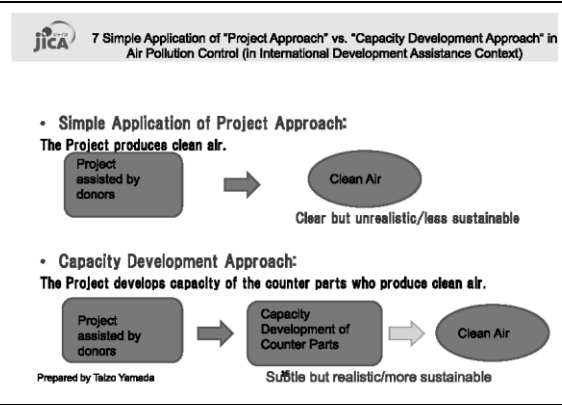 JICA
7 Simple Application of "Project Approach" vs. "Capacity Development Approach" in
Air Pollution Control (in International Development Assistance Context)
• Simple Application of Project Approach:
The Project produces clean air.
Project
assisted by
donors
Clean Air
Clear but unrealistic/less sustainable
• Capacity Development Approach:
The Project develops capacity of the counter parts who produce clean air.
Project
assisted by
donors
Capacity
Development of
Counter Parts
Clean Air
Prepared by Taizo Yamada
Subtle but realistic/more sustainable